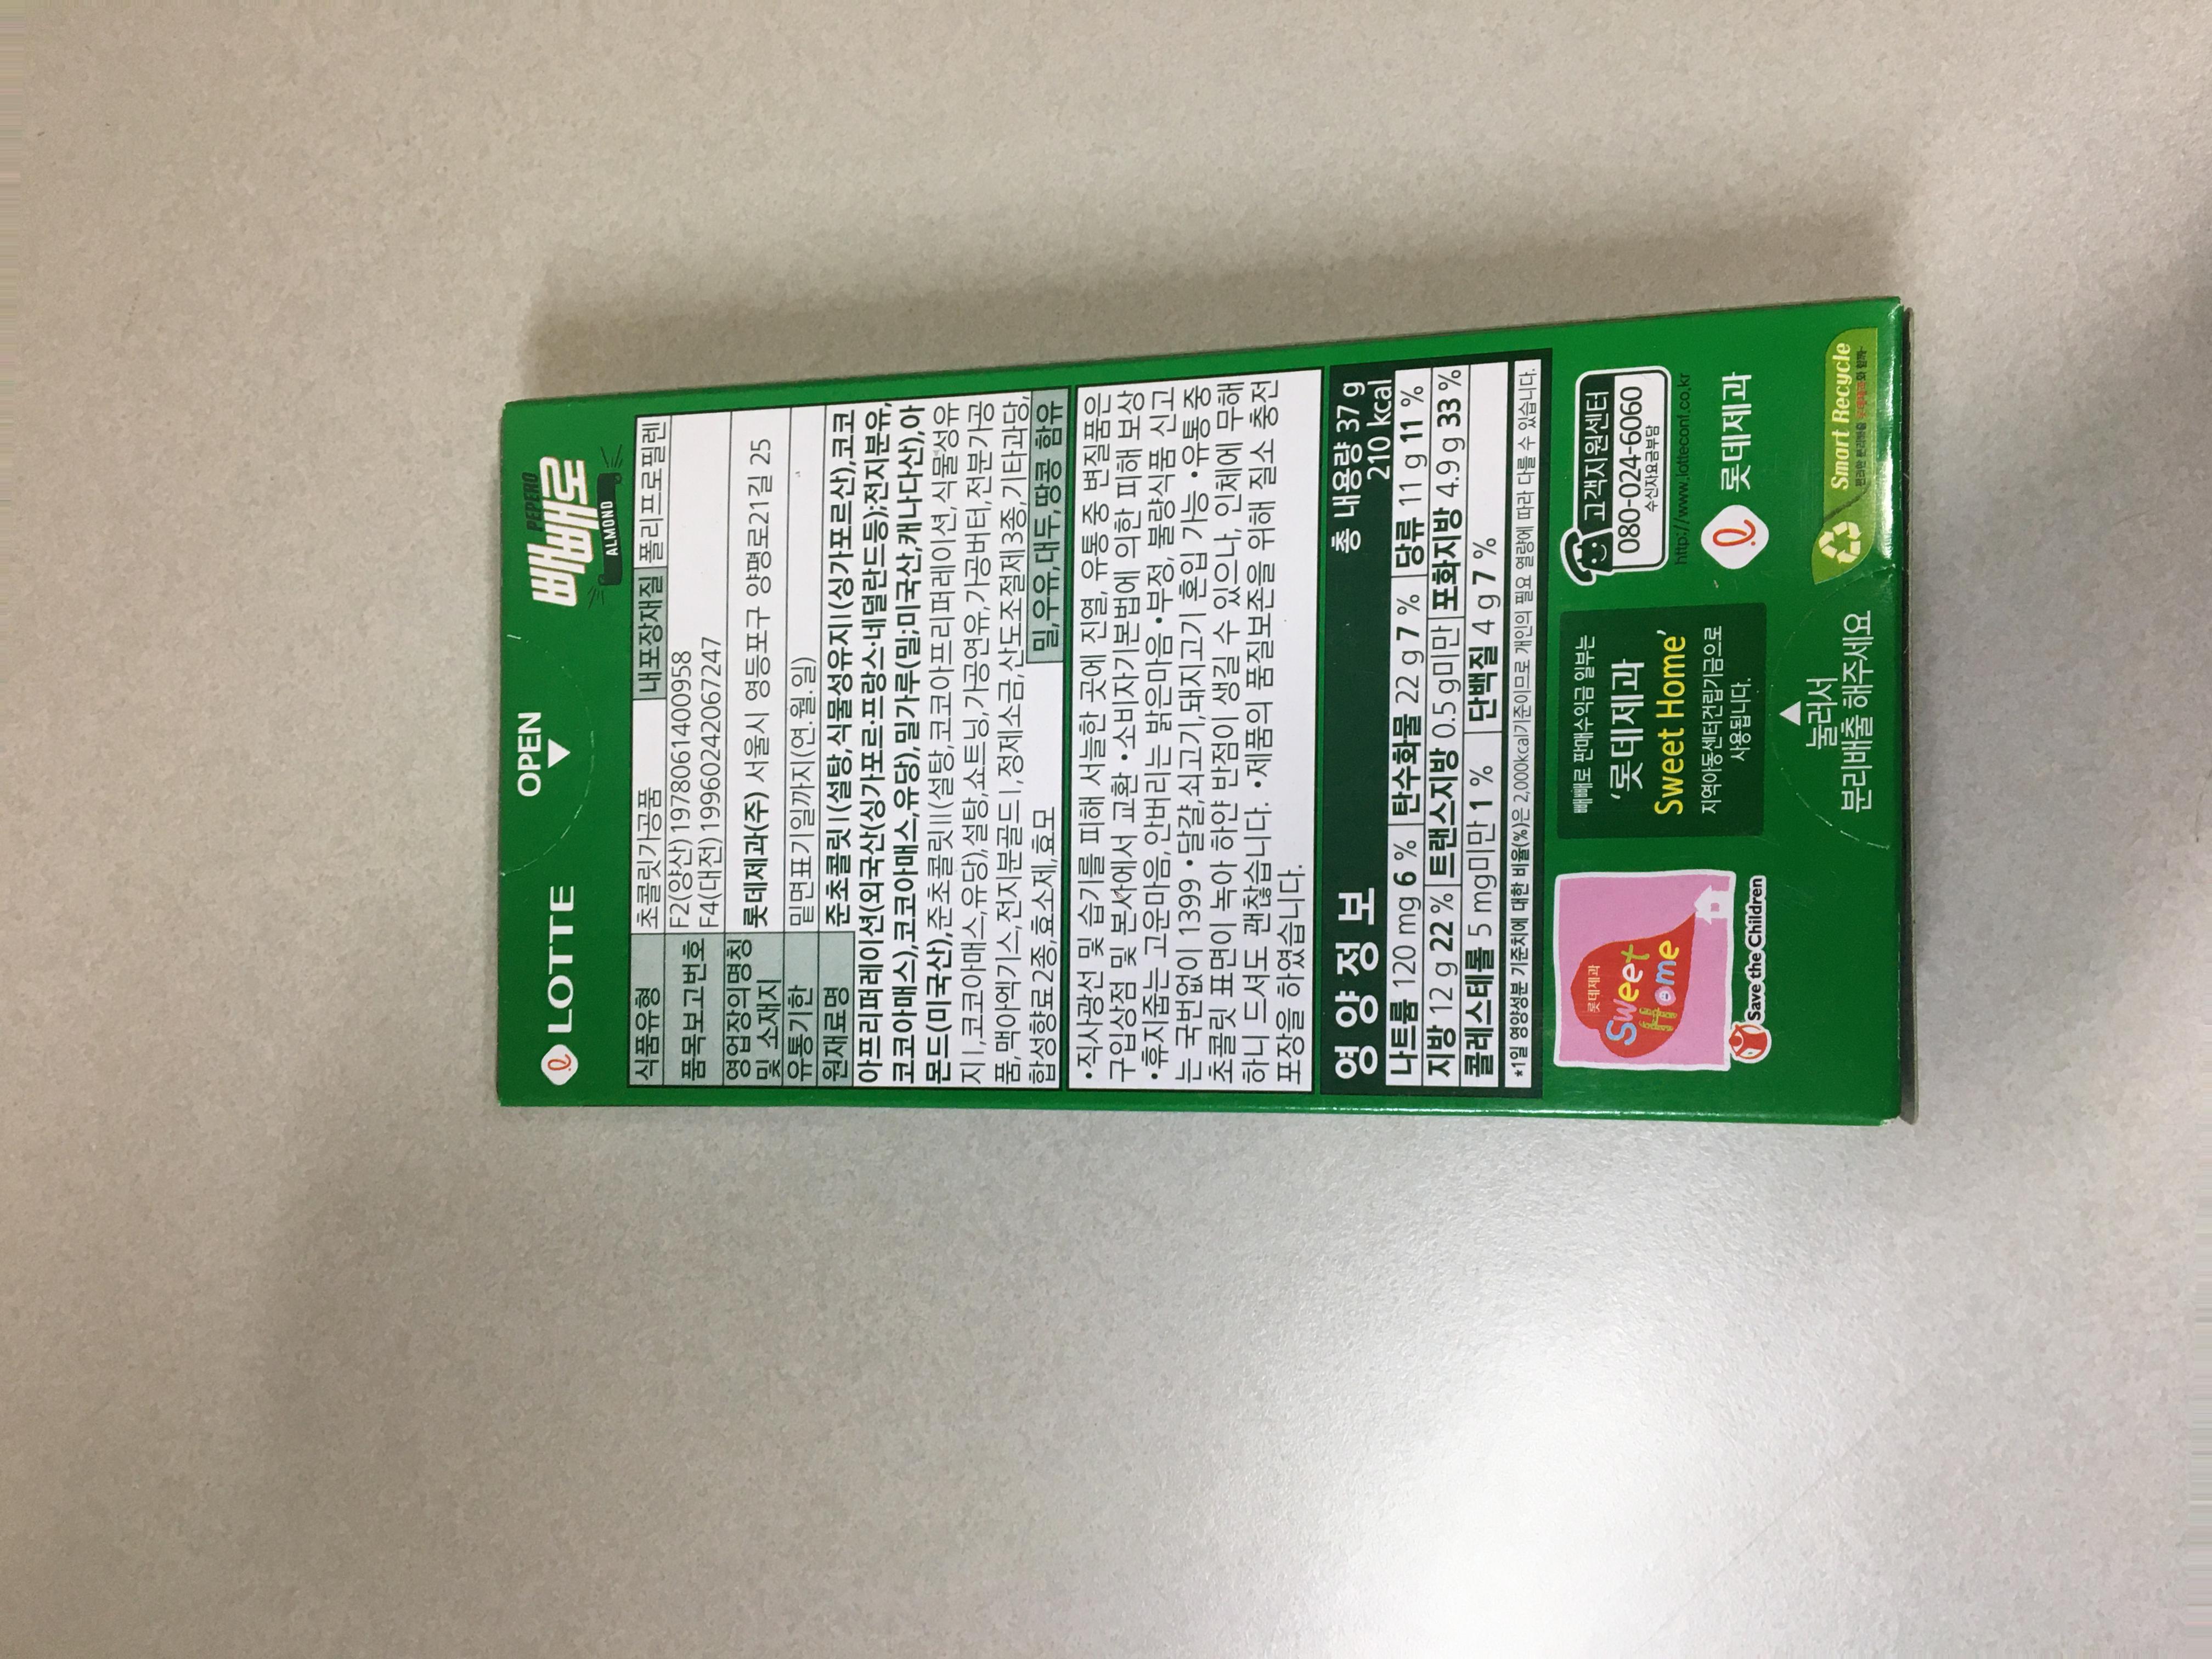 LOTTE
OPEN
PEPERO
빼빼로
ALMOND
식품유형 초콜릿가공품 내포장재질 폴리프로필렌
품목보고번호 F2(양산) 19780614009​58
F4(대전) 19960242067247
영업장의명칭 및 소재지 롯데제과(주) 서울시 영등포구 양평로21길 25
유통기한 밑면표기일까지(연.월.일)
원재료명 준초콜릿Ⅰ(설탕,식물성유지Ⅰ(싱가포르산),코코
아프리퍼레이션(외국산(싱가포르·프랑스·네덜란드등);전지분유,
코코아매스),코코아매스,유당),밀가루(밀;미국산,캐나다산),아
몬드(미국산),준초콜릿Ⅱ(설탕,코코아프리퍼레이션,식물성유
지Ⅰ,코코아매스,유당),설탕,쇼트닝,가공연유,가공버터,전분가공
품,맥아엑기스,전지분골드Ⅰ,정제소금,산도조절제3종,기타과당,
합성향료2종,효소제,효모
밀,우유,대두,땅콩 함유
•직사광선 및 습기를 피해 서늘한 곳에 진열, 유통 중 변질품은
구입상점 및 본사에서 교환 •소비자기본법에 의한 피해 보상
•휴지줍는 고운마음,안버리는 밝은마음 •부정, 불량식품 신고
는 국번없이 1399 •달걀,쇠고기,돼지고기 혼입 가능 •유통 중
초콜릿 표면이 녹아 하얀 반점이 생길 수 있으나, 인체에 무해
하니 드셔도 괜찮습니다. •제품의 품질보존을 위해 질소 충전
포장을 하였습니다.
영양정보 총 내용량 37 g
210 kcal
나트륨 120 mg 6 % 탄수화물 22 g 7 % 당류 11 g 11 %
지방 12 g 22 % 트랜스지방 0.5 g미만 포화지방 4.9 g 33 %
콜레스테롤 5 mg미만 1 % 단백질 4 g 7 %
*1일 영양성분 기준치에 대한 비율(%)은 2,000kcal기준이므로 개인의 필요 열량에 따라 다를 수 있습니다.
롯데제과
Sweet
Home
Save the Children
빼빼로 판매수익금 일부는
‘롯데제과
Sweet Home’
지역아동센터건립기금으로
사용됩니다.
고객지원센터
080-024-6060
수신자요금부담
http://www.lotteconf.co.kr
롯데제과
눌러서
분리배출 해주세요
Smart Recycle
편리한 분리배출 롯데제과와 함께